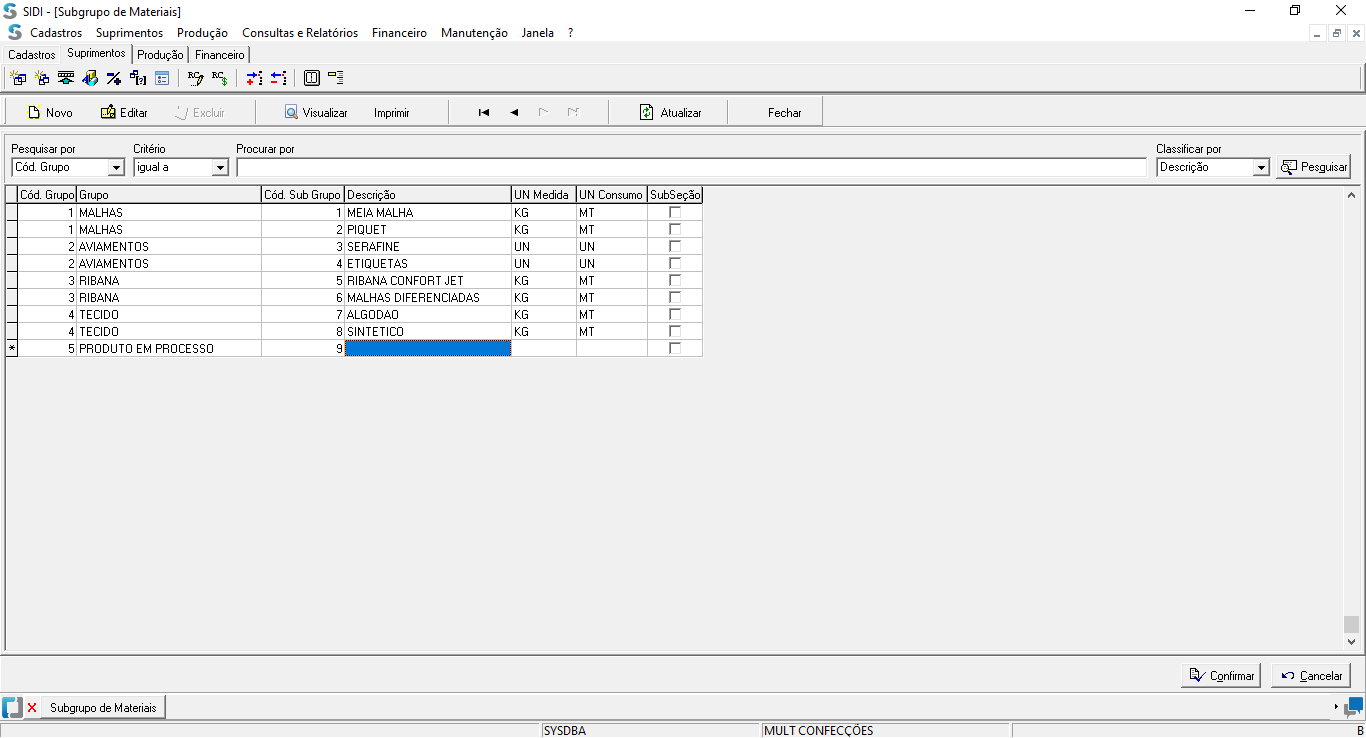 SIDI - [Subgrupo de Materiais]
Cadastros Suprimentos Produção Consultas e Relatórios Financeiro Manutenção Janela ?
Cadastros Suprimentos Produção Financeiro
Novo Editar Excluir Visualizar Imprimir Atualizar Fechar
Pesquisar por Critério Procurar por Classificar por
Cód. Grupo igual a Descrição Pesquisar
Cód. Grupo Grupo Cód. Sub Grupo Descrição UN Medida UN Consumo SubSeção
1 MALHAS 1 MEIA MALHA KG MT
1 MALHAS 2 PIQUET KG MT
2 AVIAMENTOS 3 SERAFINE UN UN
2 AVIAMENTOS 4 ETIQUETAS UN UN
3 RIBANA 5 RIBANA CONFORT JET KG MT
3 RIBANA 6 MALHAS DIFERENCIADAS KG MT
4 TECIDO 7 ALGODAO KG MT
4 TECIDO 8 SINTETICO KG MT
* 5 PRODUTO EM PROCESSO 9
Confirmar Cancelar
Subgrupo de Materiais
SYSDBA MULT CONFECÇÕES B